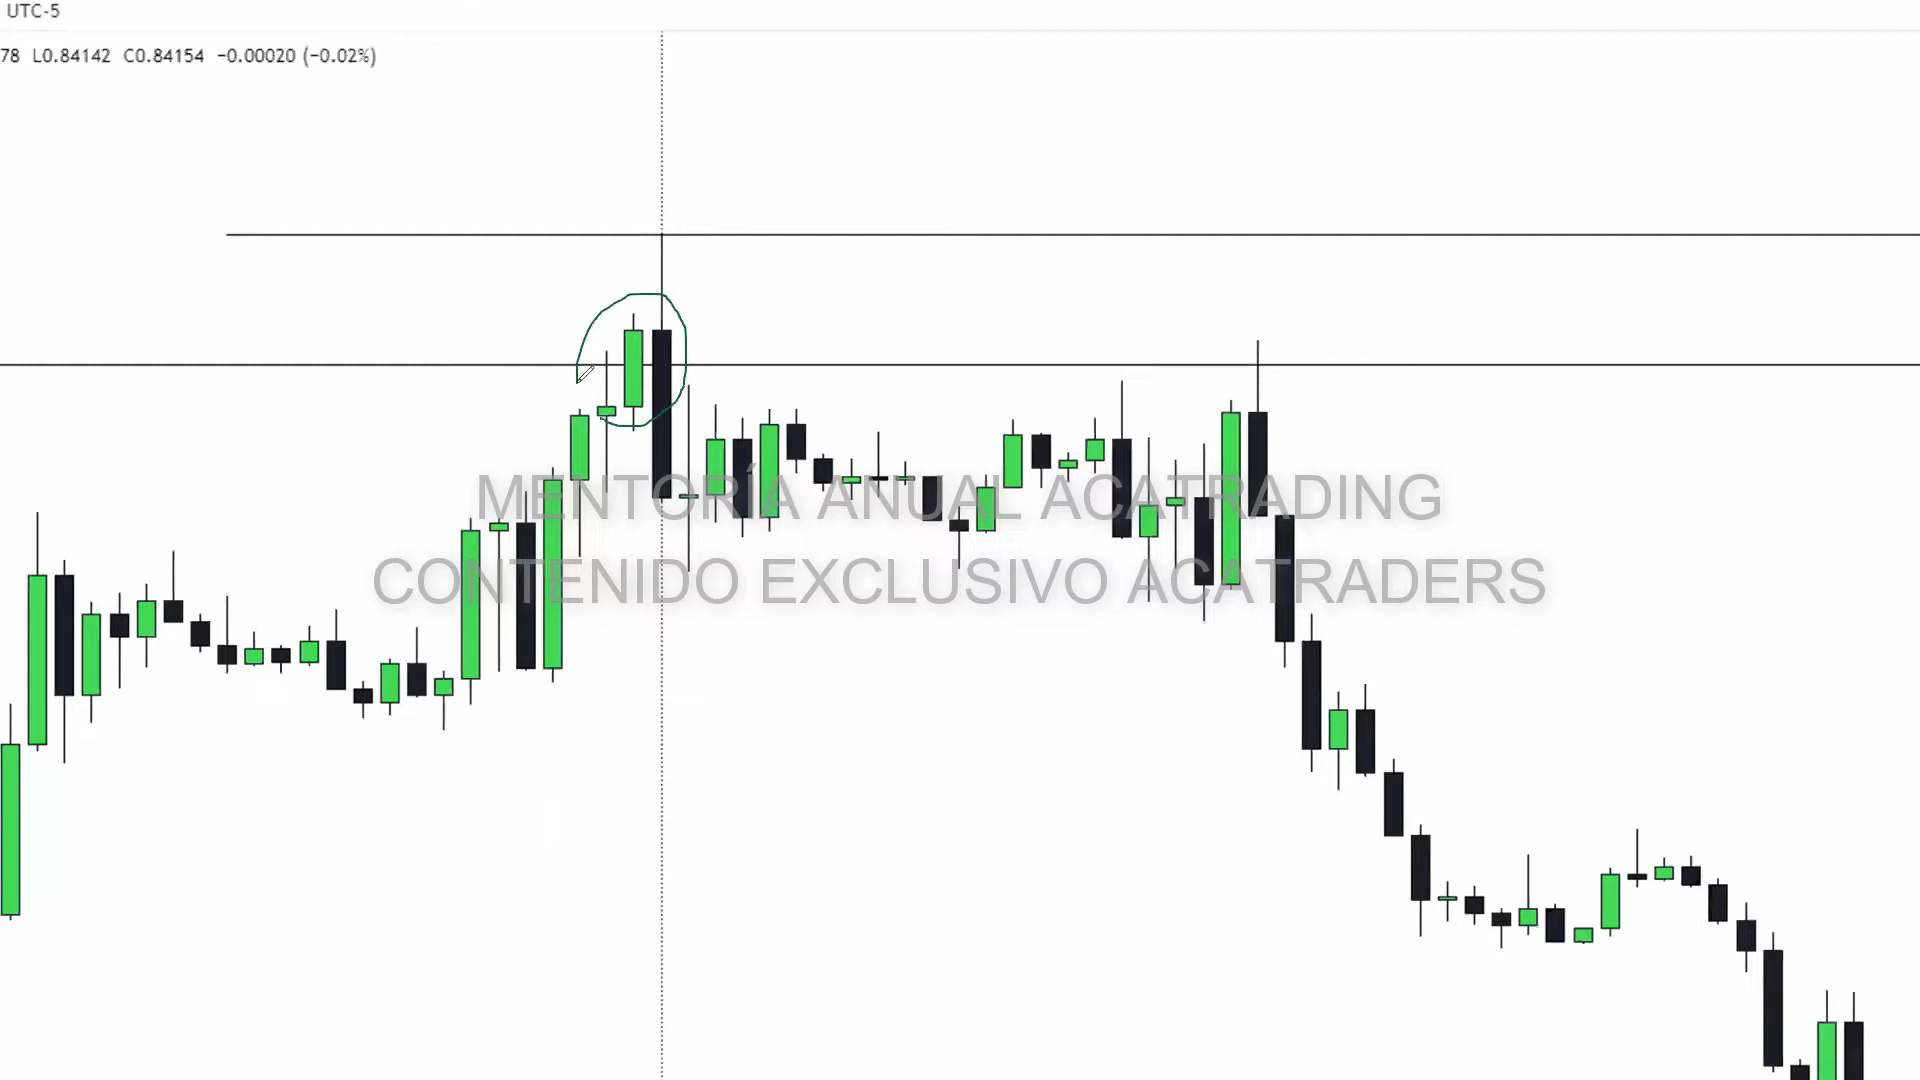 UTC-5
78 L0.84142 C0.84154 −0.00020 (−0.02%)
MENTORÍA ANUAL ACATRADING
CONTENIDO EXCLUSIVO ACATRADERS